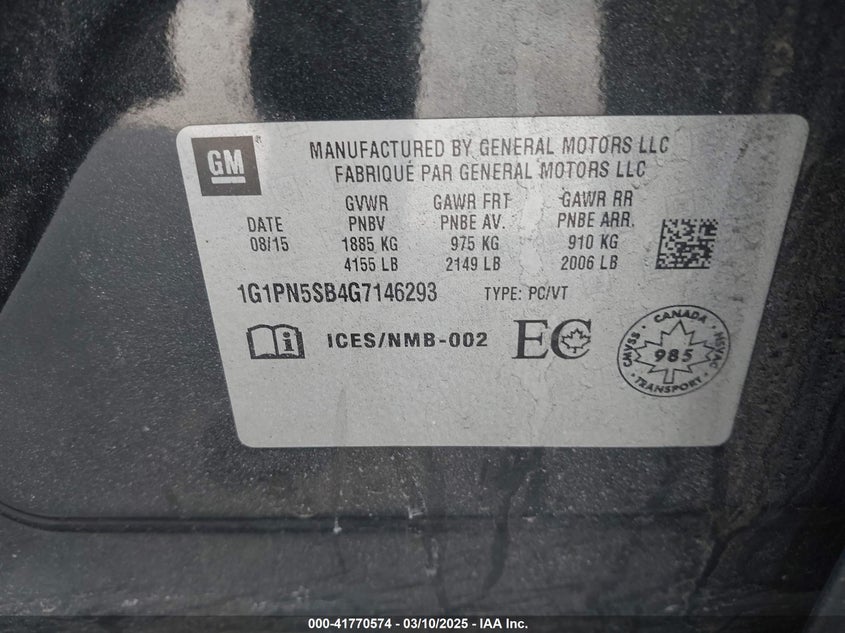 GM
MANUFACTURED BY GENERAL MOTORS LLC
FABRIQUÉ PAR GENERAL MOTORS LLC
GVWR GAWR FRT GAWR RR
DATE PNBV PNBE AV. PNBE ARR.
08/15 1885 KG 975 KG 910 KG
4155 LB 2149 LB 2006 LB
1G1PN5SB4G7146293 TYPE: PC/VT
i ICES/NMB-002 EC
CANADA
CMVSS 985 NSVAC
TRANSPORT
000-41770574 — 03/10/2025 — IAA Inc.